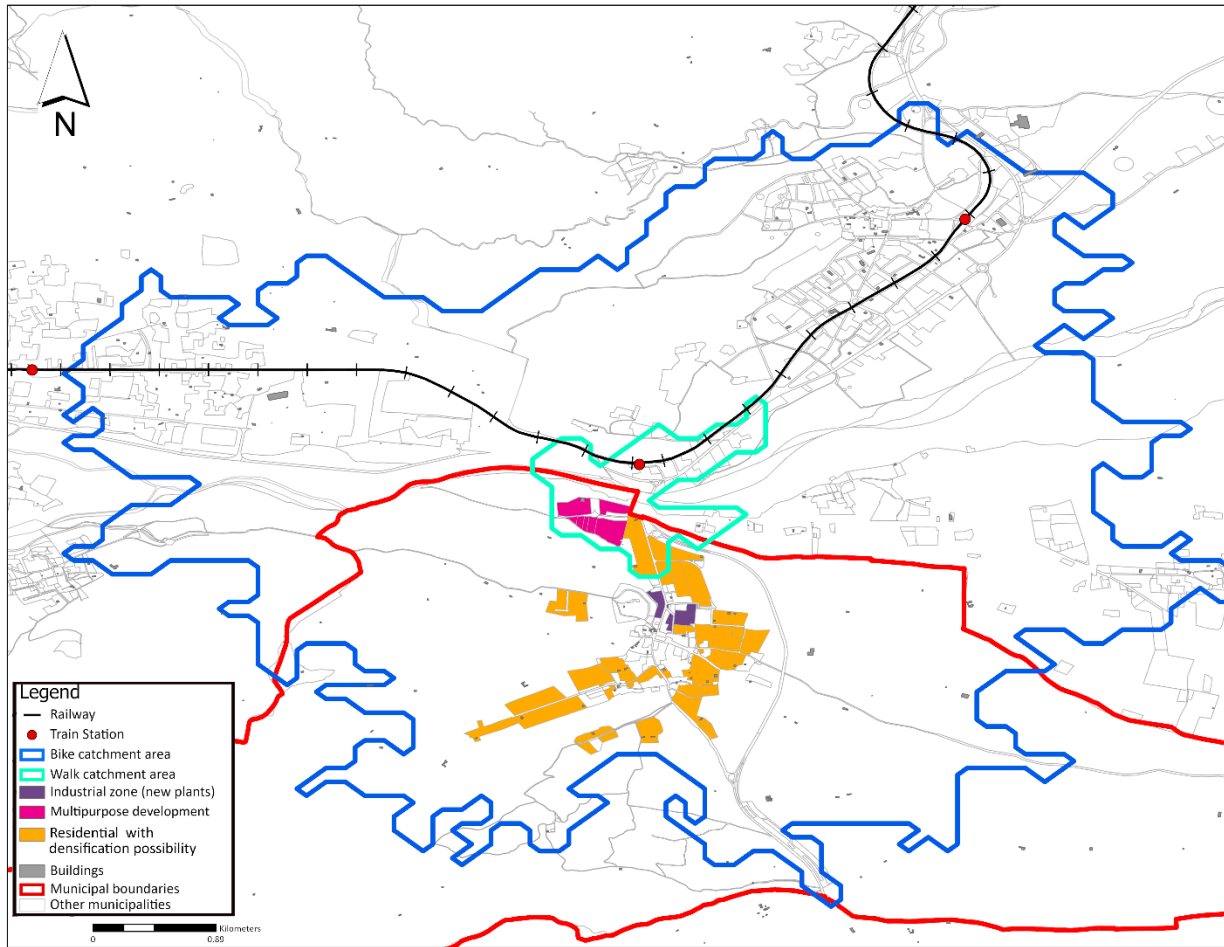 N
Legend
Railway
Train Station
Bike catchment area
Walk catchment area
Industrial zone (new plants)
Multipurpose development
Residential with
densification possibility
Buildings
Municipal boundaries
Other municipalities
Kilometers
0 0.89